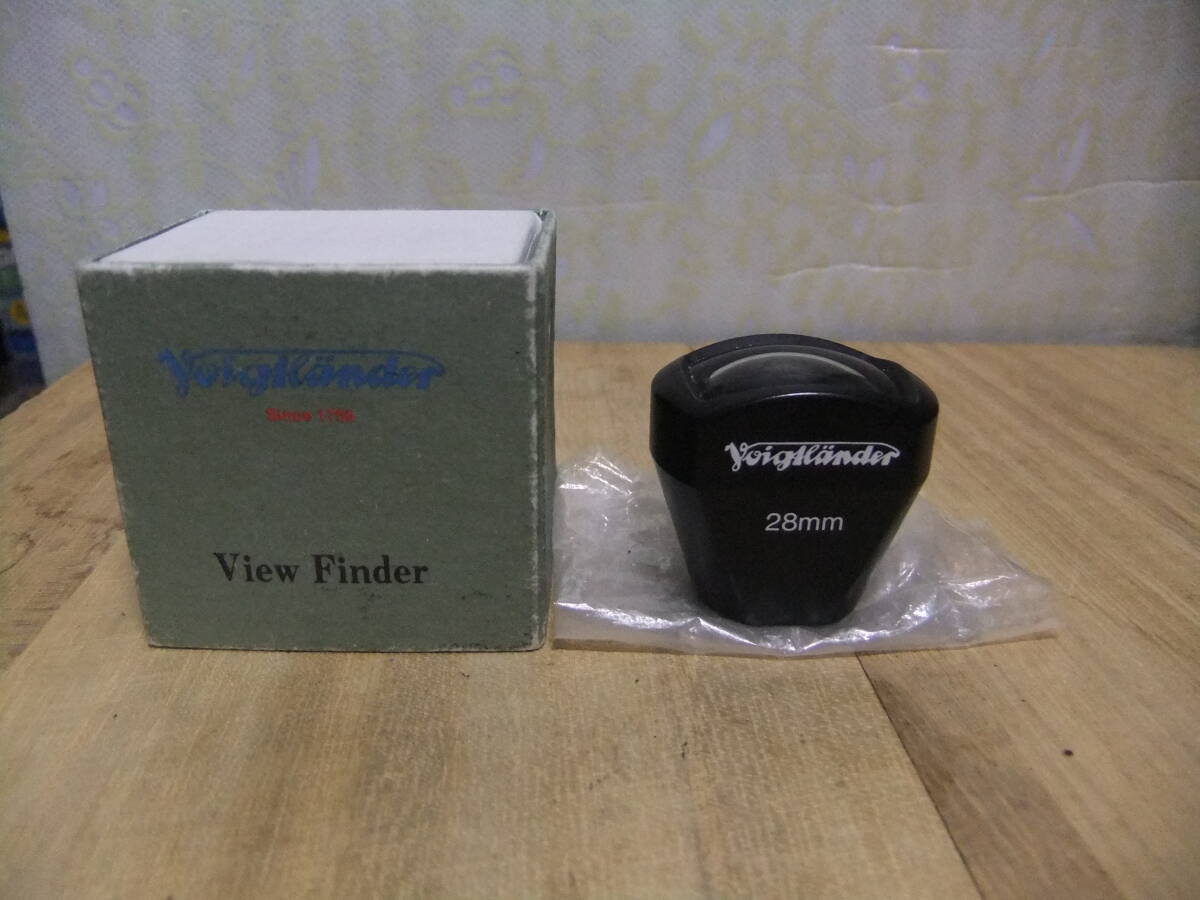 Voigtländer
Since 1756
View Finder
Voigtländer
28mm